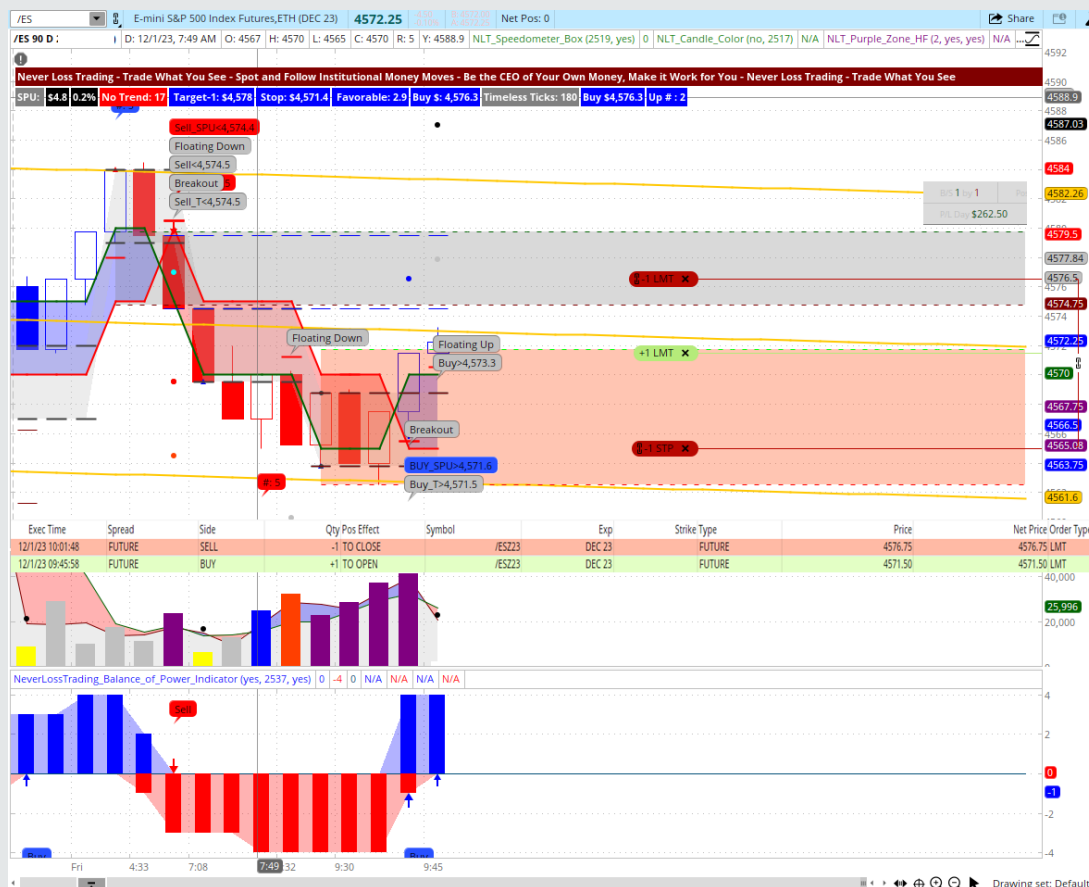 /ES
E-mini S&P 500 Index Futures,ETH (DEC 23)
4572.25
Net Pos: 0
Share
/ES 90 D
D: 12/1/23, 7:49 AM
O: 4567
H: 4570
L: 4565
C: 4570
R: 5
Y: 4588.9
NLT_Speedometer_Box (2519, yes)
0
NLT_Candle_Color (no, 2517)
N/A
NLT_Purple_Zone_HF (2, yes, yes)
N/A
...
Never Loss Trading - Trade What You See - Spot and Follow Institutional Money Moves - Be the CEO of Your Own Money, Make it Work for You - Never Loss Trading - Trade What You See
SPU:
$4.8
0.2%
No Trend: 17
Target-1: $4,578
Stop: $4,571.4
Favorable: 2.9
Buy $: 4,576.3
Timeless Ticks: 180
Buy $4,576.3
Up # : 2
Sell_SPU<4,574.4
Floating Down
Sell<4,574.5
Breakout
5
Sell_T<4,574.5
B/S 1 by 1
Po
P/L Day $262.50
-1 LMT
Floating Down
Floating Up
+1 LMT
Buy>4,573.3
Breakout
-1 STP
BUY_SPU>4,571.6
Buy_T>4,571.5
#: 5
4592
4590
4588.9
4587.03
4586
4584
4582.26
4579.5
4577.84
4576.5
4576
4574.75
4574
4572.25
4570
4567.75
4566.5
4566
4565.08
4563.75
4561.6
Exec Time
Spread
Side
Qty
Pos Effect
Symbol
Exp
Strike
Type
Price
Net Price
Order Type
12/1/23 10:01:48
FUTURE
SELL
-1
TO CLOSE
/ESZ23
DEC 23
FUTURE
4576.75
4576.75
LMT
12/1/23 09:45:58
FUTURE
BUY
+1
TO OPEN
/ESZ23
DEC 23
FUTURE
4571.50
4571.50
LMT
40,000
25,996
20,000
0
NeverLossTrading_Balance_of_Power_Indicator (yes, 2537, yes)
0
-4
0
N/A
N/A
N/A
N/A
Sell
4
2
0
-1
-2
-4
Buy
Buy
Fri
4:33
7:08
7:49
:32
9:30
9:45
Drawing set: Default